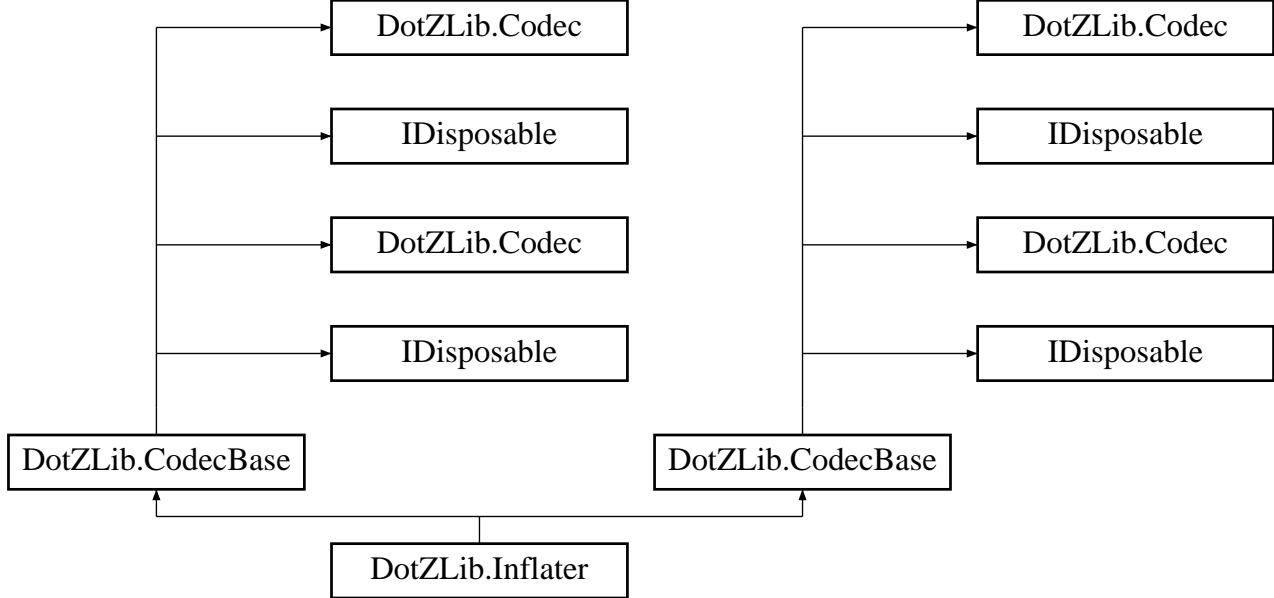 DotZLib.Codec DotZLib.Codec
IDisposable IDisposable
DotZLib.Codec DotZLib.Codec
IDisposable IDisposable
DotZLib.CodecBase DotZLib.CodecBase
DotZLib.Inflater